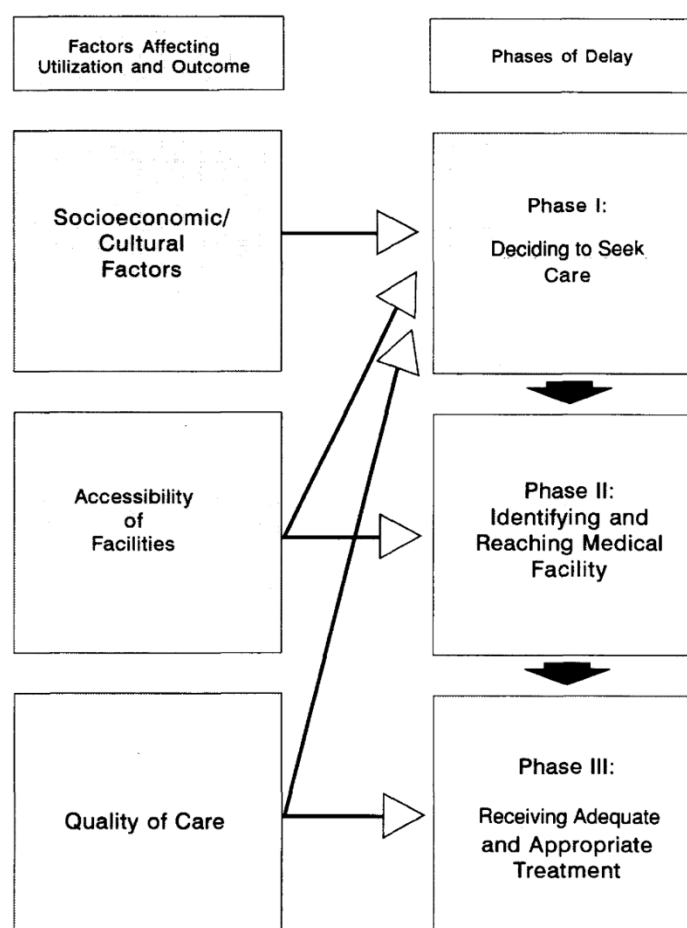 Factors Affecting
Utilization and Outcome
Phases of Delay
Socioeconomic/
Cultural
Factors
Phase I:
Deciding to Seek
Care
Accessibility
of
Facilities
Phase II:
Identifying and
Reaching Medical
Facility
Quality of Care
Phase III:
Receiving Adequate
and Appropriate
Treatment